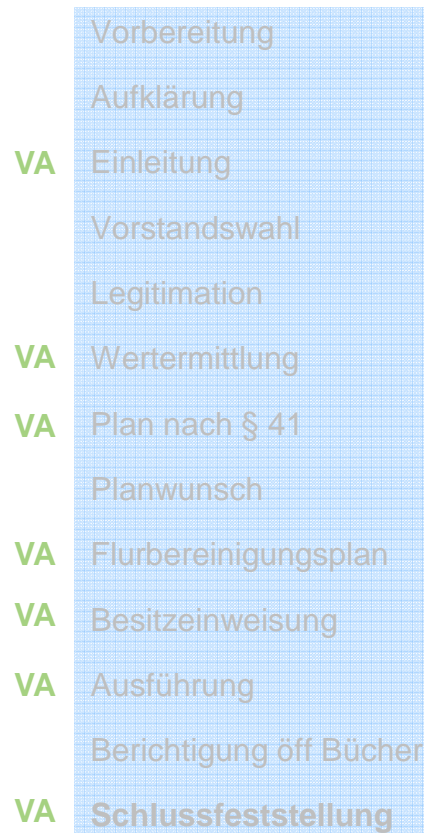 Vorbereitung
Aufklärung
VA Einleitung
Vorstandswahl
Legitimation
VA Wertermittlung
VA Plan nach § 41
Planwunsch
VA Flurbereinigungsplan
VA Besitzeinweisung
VA Ausführung
Berichtigung öff Bücher
VA Schlussfeststellung